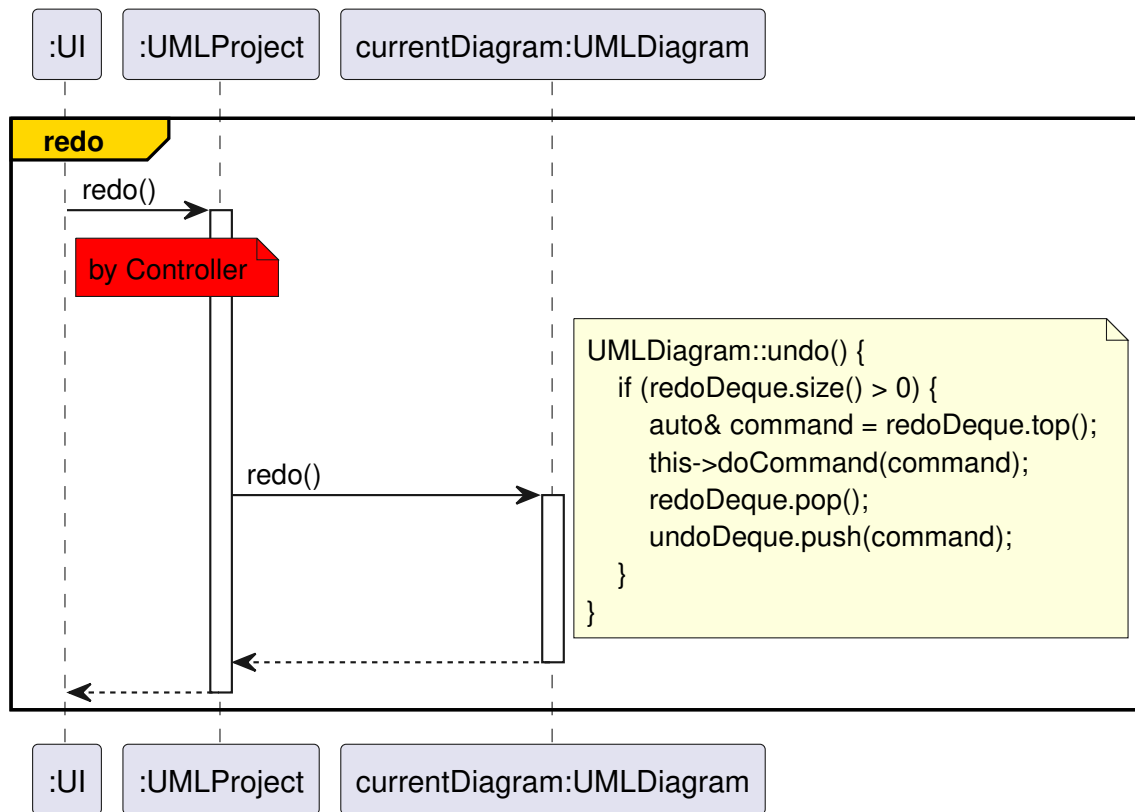 :UI
:UMLProject
currentDiagram:UMLDiagram
redo
redo()
by Controller
UMLDiagram::undo() {
if (redoDeque.size() > 0) {
auto& command = redoDeque.top();
this->doCommand(command);
redoDeque.pop();
undoDeque.push(command);
}
}
redo()
:UI
:UMLProject
currentDiagram:UMLDiagram